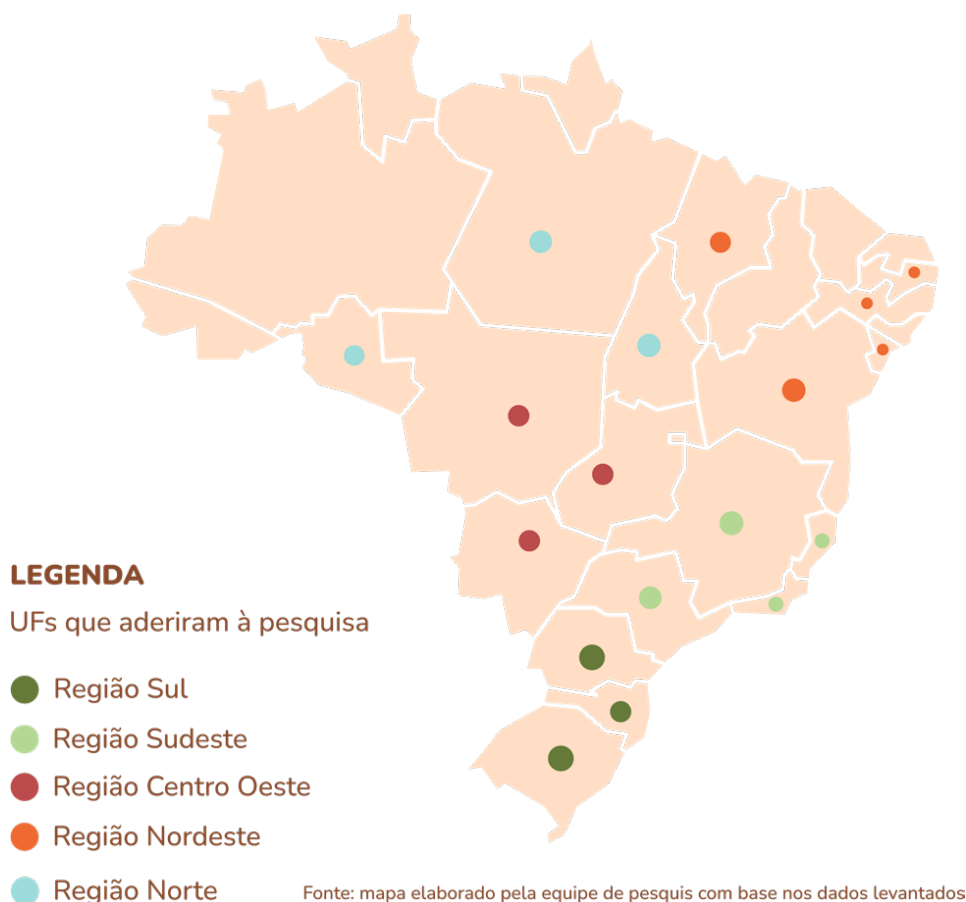 LEGENDA
UFs que aderiram à pesquisa
Região Sul
Região Sudeste
Região Centro Oeste
Região Nordeste
Região Norte
Fonte: mapa elaborado pela equipe de pesquis com base nos dados levantados